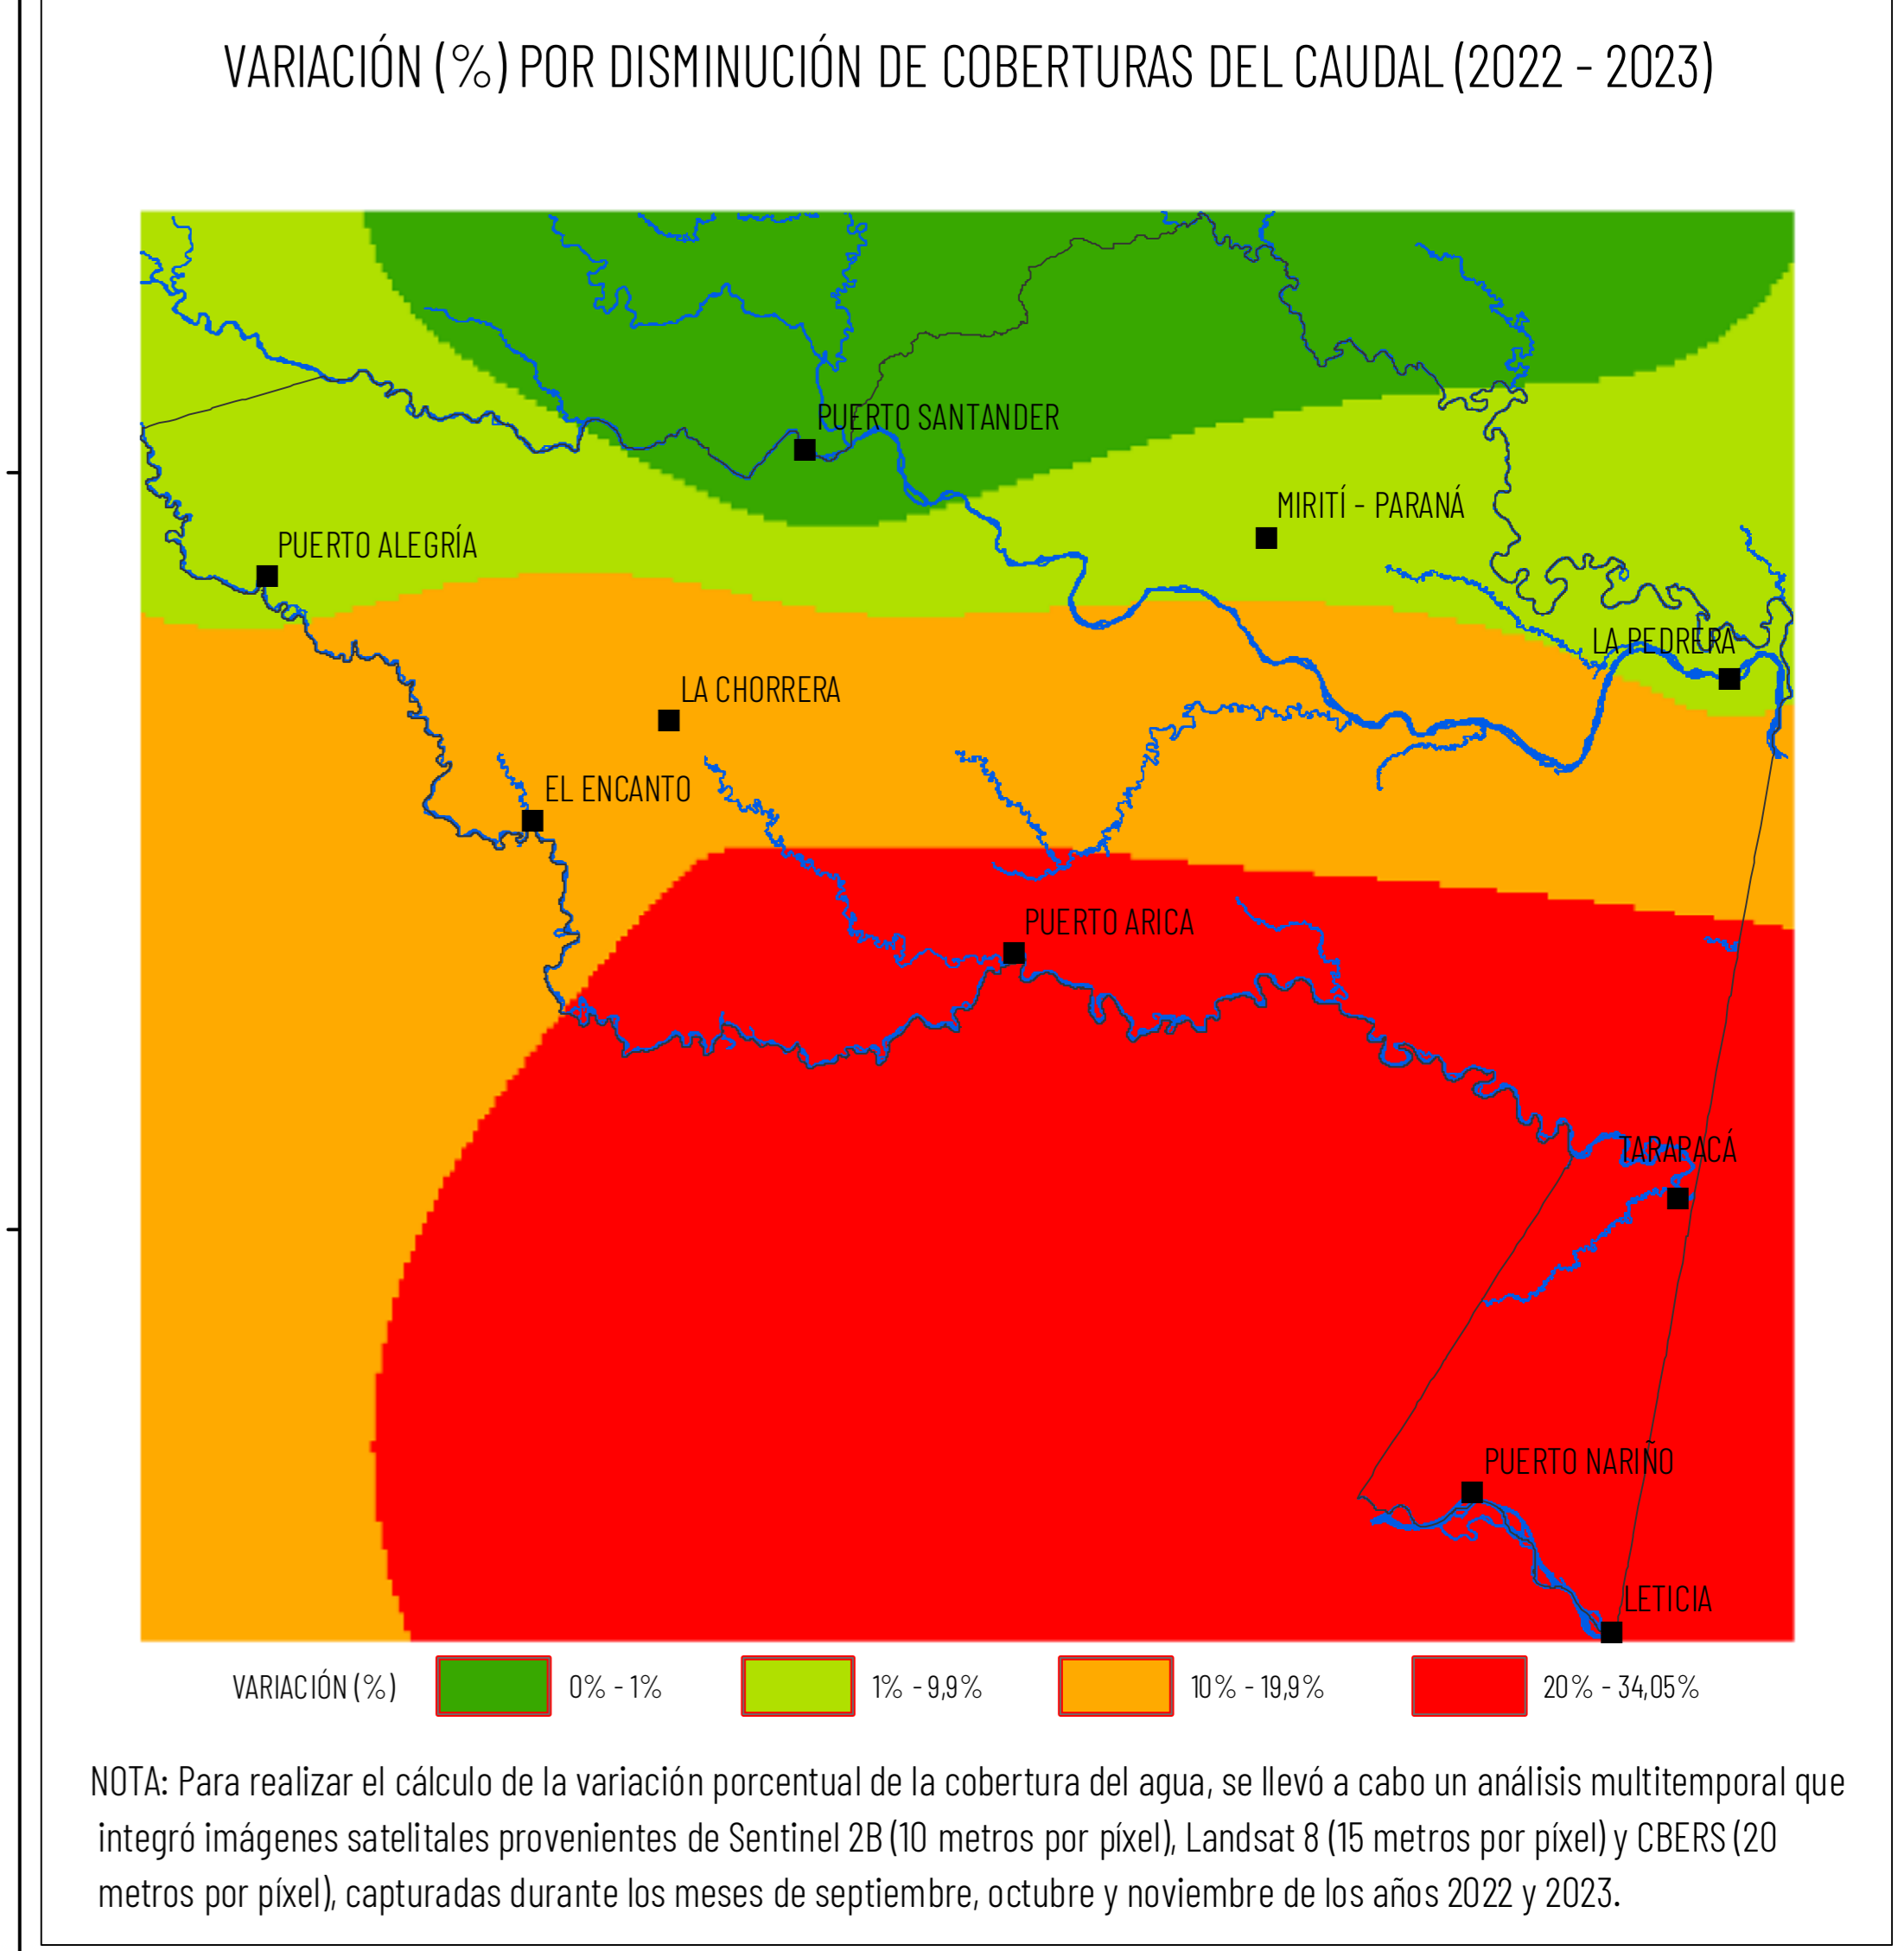 VARIACIÓN (%) POR DISMINUCIÓN DE COBERTURAS DEL CAUDAL (2022 - 2023)
PUERTO SANTANDER
MIRITÍ - PARANÁ
PUERTO ALEGRÍA
LA PEDRERA
LA CHORRERA
EL ENCANTO
PUERTO ARICA
TARAPACÁ
PUERTO NARIÑO
LETICIA
VARIACIÓN (%) 0% - 1% 1% - 9,9% 10% - 19,9% 20% - 34,05%
NOTA: Para realizar el cálculo de la variación porcentual de la cobertura del agua, se llevó a cabo un análisis multitemporal que
integró imágenes satelitales provenientes de Sentinel 2B (10 metros por píxel), Landsat 8 (15 metros por píxel) y CBERS (20
metros por píxel), capturadas durante los meses de septiembre, octubre y noviembre de los años 2022 y 2023.